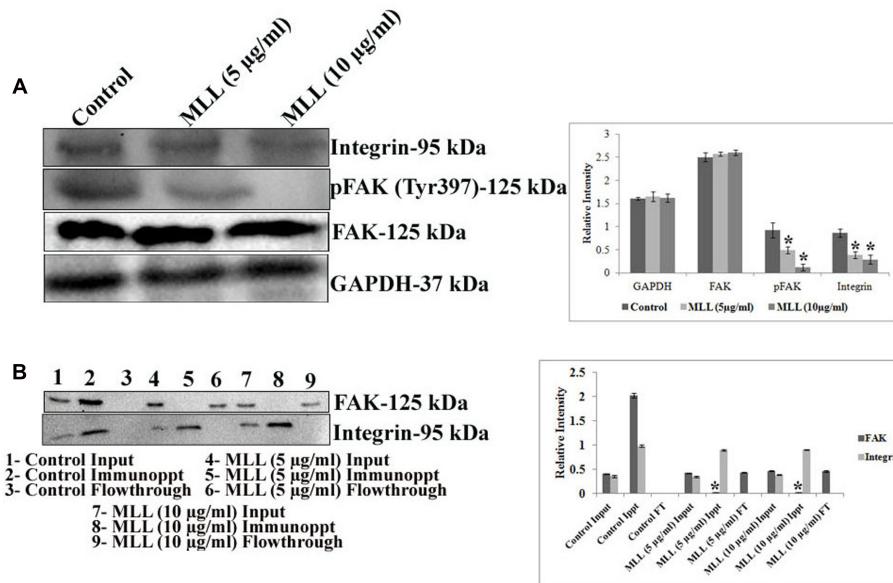 A
Control
MLL (5 µg/ml)
MLL (10 µg/ml)
Integrin-95 kDa
pFAK (Tyr397)-125 kDa
FAK-125 kDa
GAPDH-37 kDa
Relative Intensity
3
2.5
2
1.5
1
0.5
0
* * * *
GAPDH FAK pFAK Integrin
Control MLL (5µg/ml) MLL (10µg/ml)
B
1 2 3 4 5 6 7 8 9
FAK-125 kDa
Integrin-95 kDa
1- Control Input
2- Control Immunoppt
3- Control Flowthrough
4- MLL (5 µg/ml) Input
5- MLL (5 µg/ml) Immunoppt
6- MLL (5 µg/ml) Flowthrough
7- MLL (10 µg/ml) Input
8- MLL (10 µg/ml) Immunoppt
9- MLL (10 µg/ml) Flowthrough
Relative Intensity
2.5
2
1.5
1
0.5
0
* *
Control Input
Control Ippt
Control FT
MLL (5 µg/ml) Input
MLL (5 µg/ml) Ippt
MLL (5 µg/ml) FT
MLL (10 µg/ml) Input
MLL (10 µg/ml) Ippt
MLL (10 µg/ml) FT
FAK
Integrin